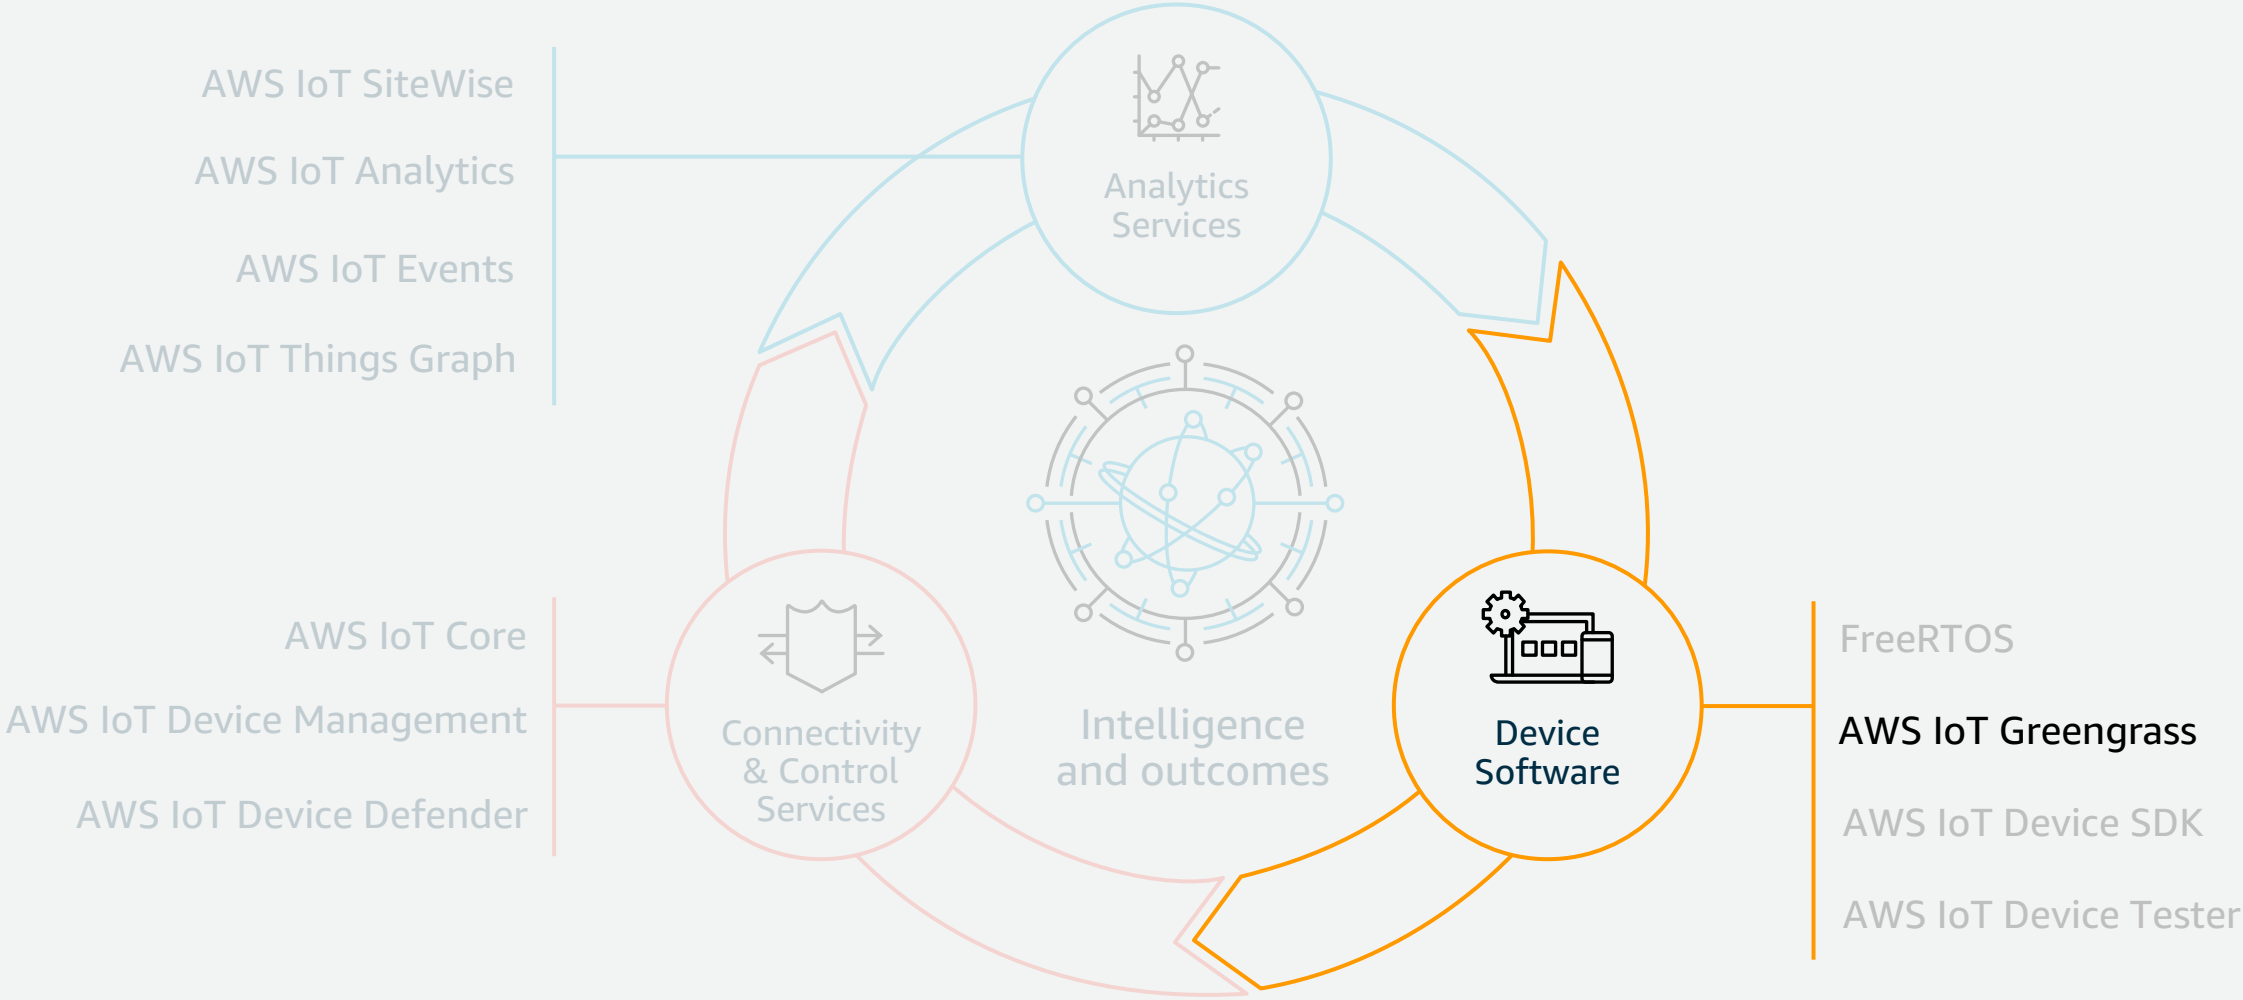 AWS IoT SiteWise
AWS IoT Analytics
AWS IoT Events
AWS IoT Things Graph
Analytics
Services
AWS IoT Core
AWS IoT Device Management
AWS IoT Device Defender
Connectivity
& Control
Services
Intelligence
and outcomes
Device
Software
FreeRTOS
AWS IoT Greengrass
AWS IoT Device SDK
AWS IoT Device Tester